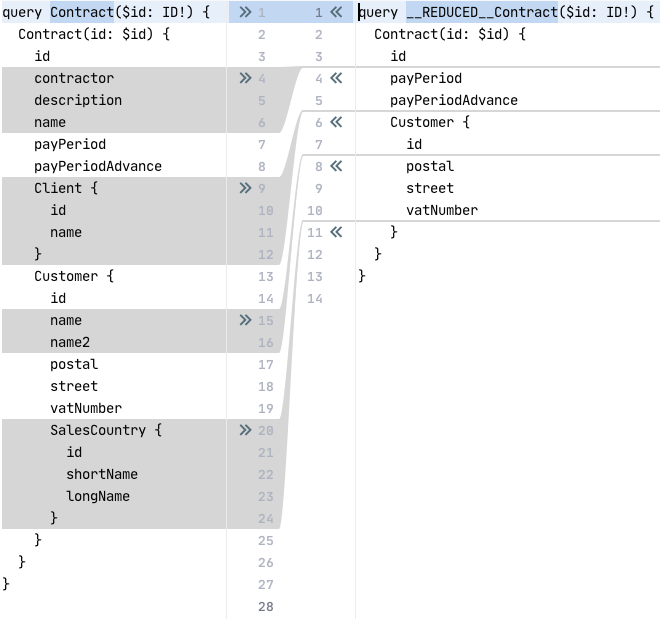 query Contract($id: ID!) {
  Contract(id: $id) {
    id
    contractor
    description
    name
    payPeriod
    payPeriodAdvance
    Client {
      id
      name
    }
    Customer {
      id
      name
      name2
      postal
      street
      vatNumber
      SalesCountry {
        id
        shortName
        longName
      }
    }
  }
}
1
2
3
4
5
6
7
8
9
10
11
12
13
14
15
16
17
18
19
20
21
22
23
24
25
26
27
28
1
2
3
4
5
6
7
8
9
10
11
12
13
14
query __REDUCED__Contract($id: ID!) {
  Contract(id: $id) {
    id
    payPeriod
    payPeriodAdvance
    Customer {
      id
      postal
      street
      vatNumber
    }
  }
}